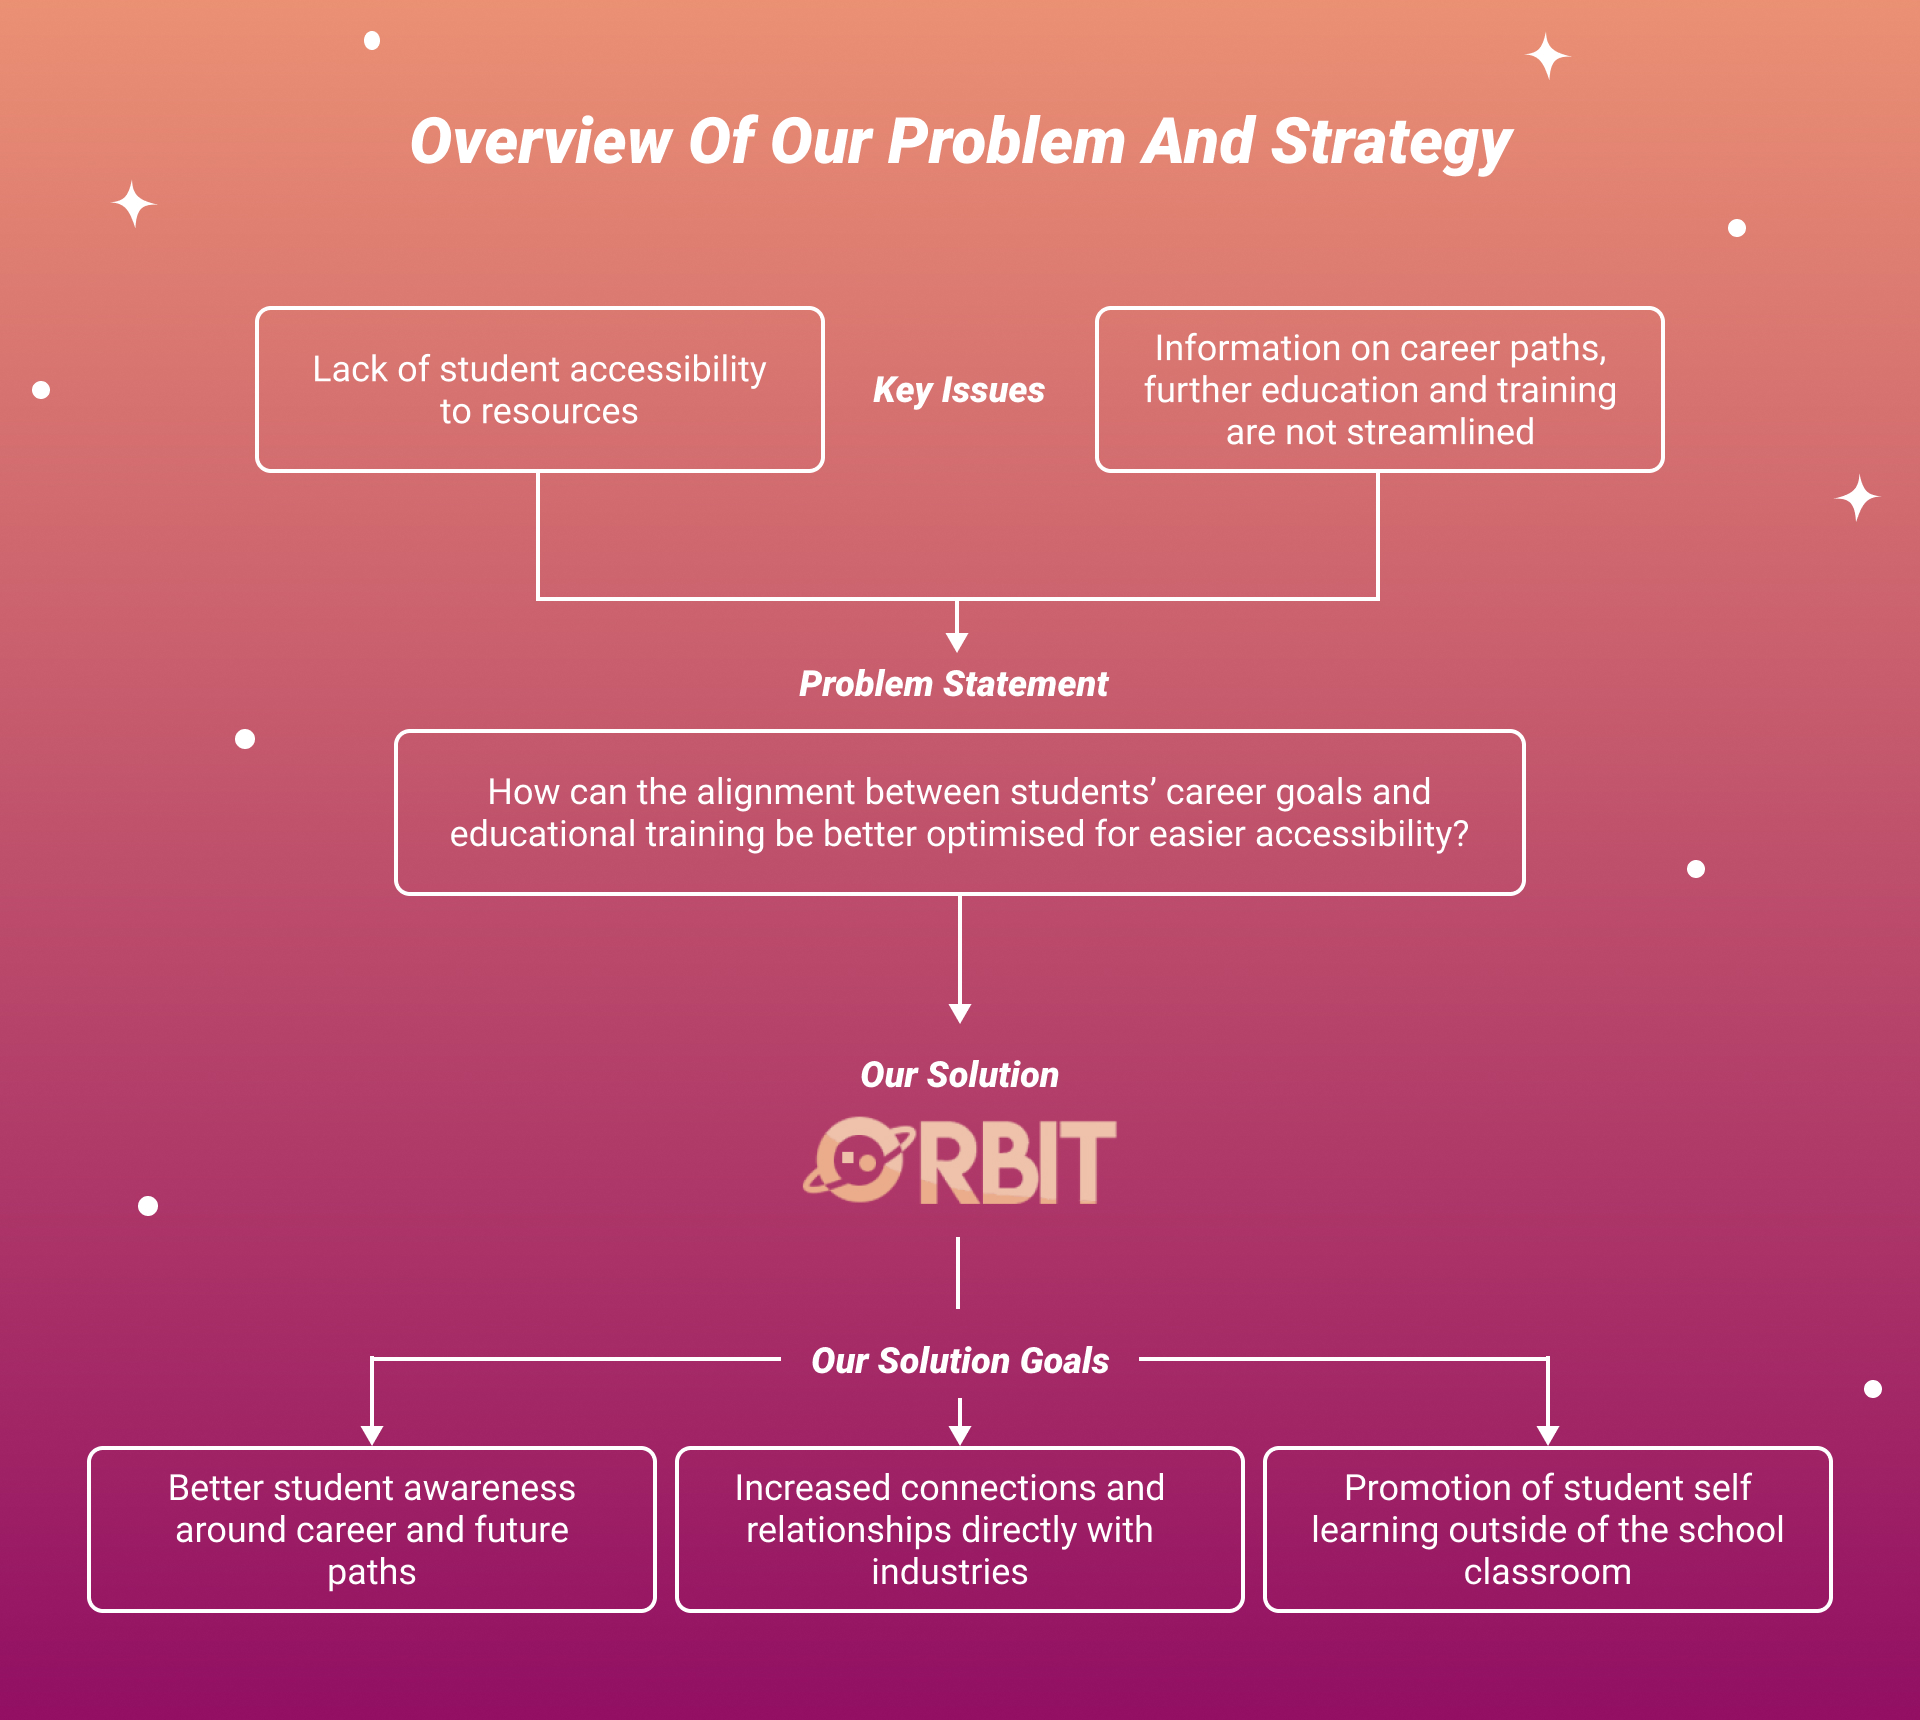 Overview Of Our Problem And Strategy
Lack of student accessibility
to resources
Key Issues
Information on career paths,
further education and training
are not streamlined
Problem Statement
How can the alignment between students’ career goals and
educational training be better optimised for easier accessibility?
Our Solution
ORBIT
Our Solution Goals
Better student awareness
around career and future
paths
Increased connections and
relationships directly with
industries
Promotion of student self
learning outside of the school
classroom